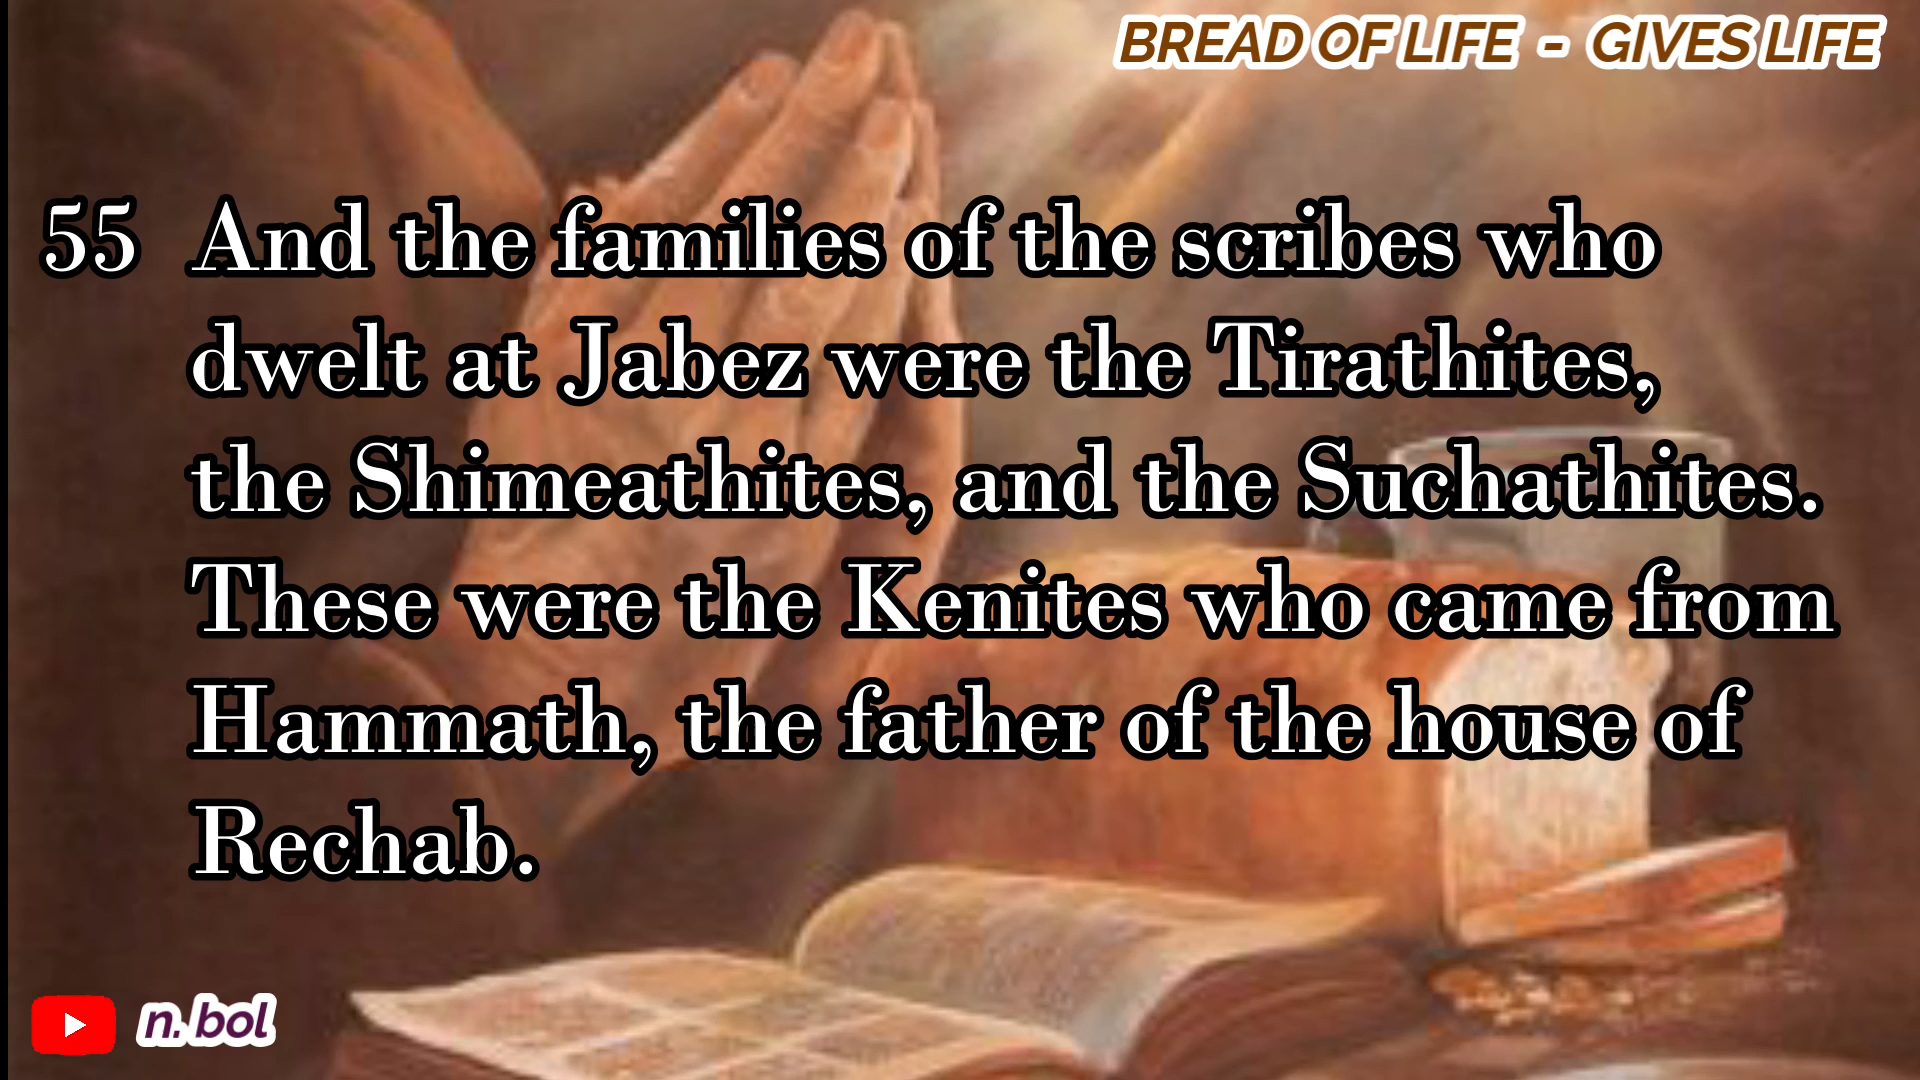 BREAD OF LIFE - GIVES LIFE
55 And the families of the scribes who
dwelt at Jabez were the Tirathites,
the Shimeathites, and the Suchathites.
These were the Kenites who came from
Hammath, the father of the house of
Rechab.
n. bol